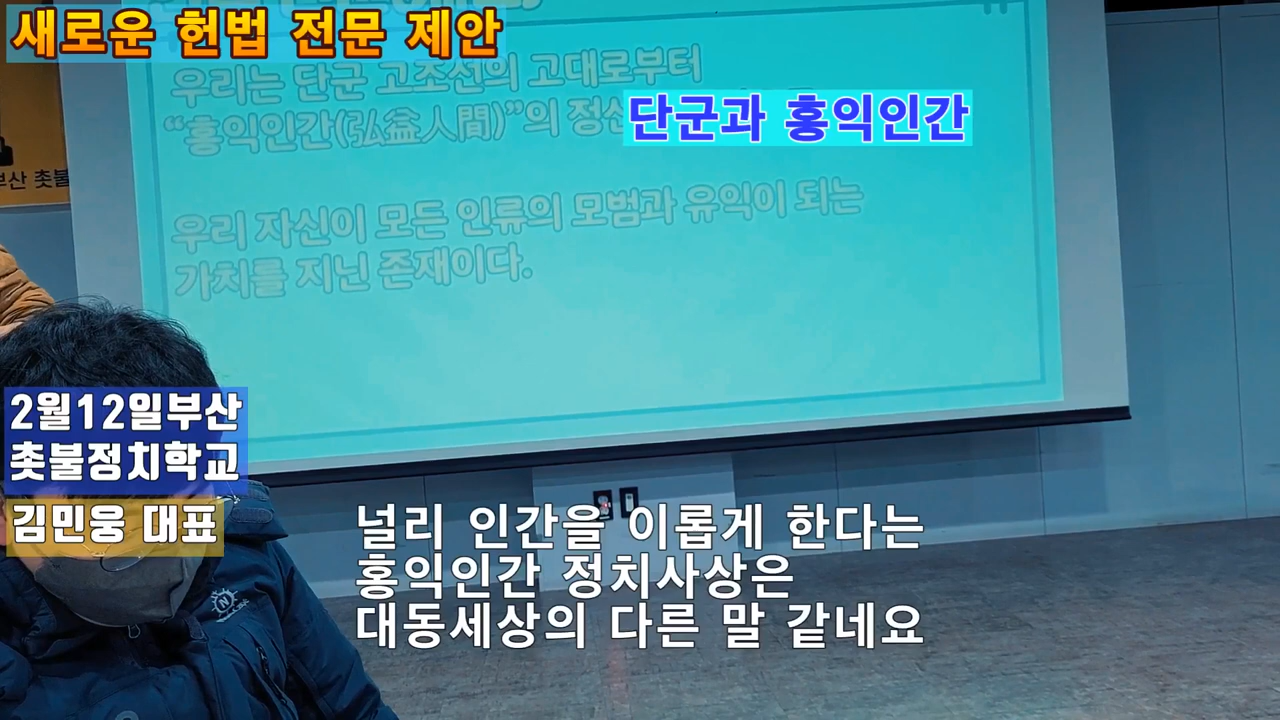 새로운 헌법 전문 제안
우리는 단군 고조선의 고대로부터
“홍익인간(弘益人間)”의 정신
단군과 홍익인간
우리 자신이 모든 인류의 모범과 유익이 되는
가치를 지닌 존재이다.
부산 촛불
2월12일부산
촛불정치학교
김민웅 대표
널리 인간을 이롭게 한다는
홍익인간 정치사상은
대동세상의 다른 말 같네요